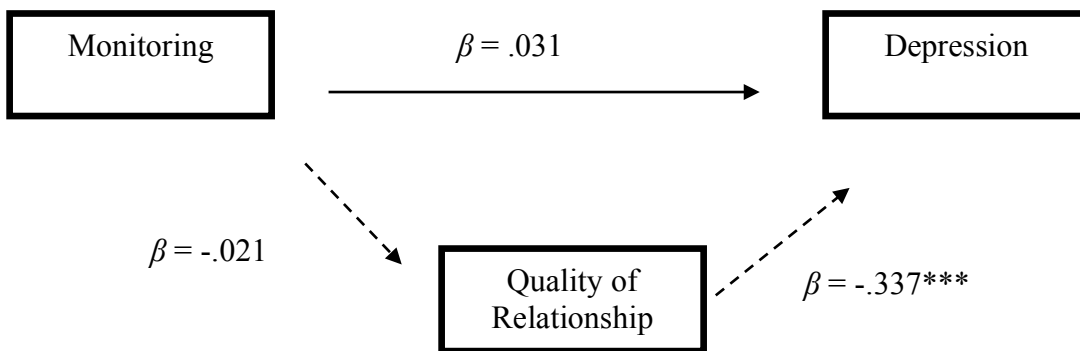 Monitoring
β = .031
Depression
β = -.021
Quality of
Relationship
β = -.337***